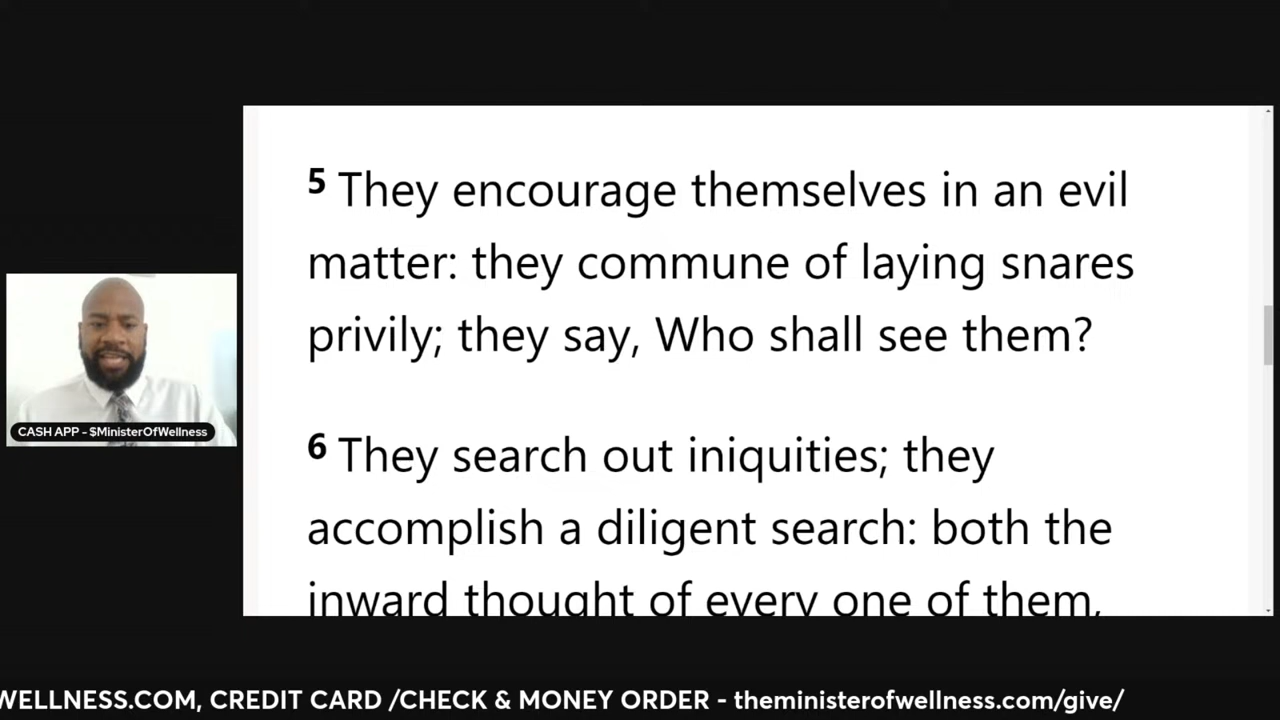 5 They encourage themselves in an evil
matter: they commune of laying snares
privily; they say, Who shall see them?
6 They search out iniquities; they
accomplish a diligent search: both the
inward thought of every one of them,
CASH APP - $MinisterOfWellness
WELLNESS.COM, CREDIT CARD /CHECK & MONEY ORDER - theministerofwellness.com/give/